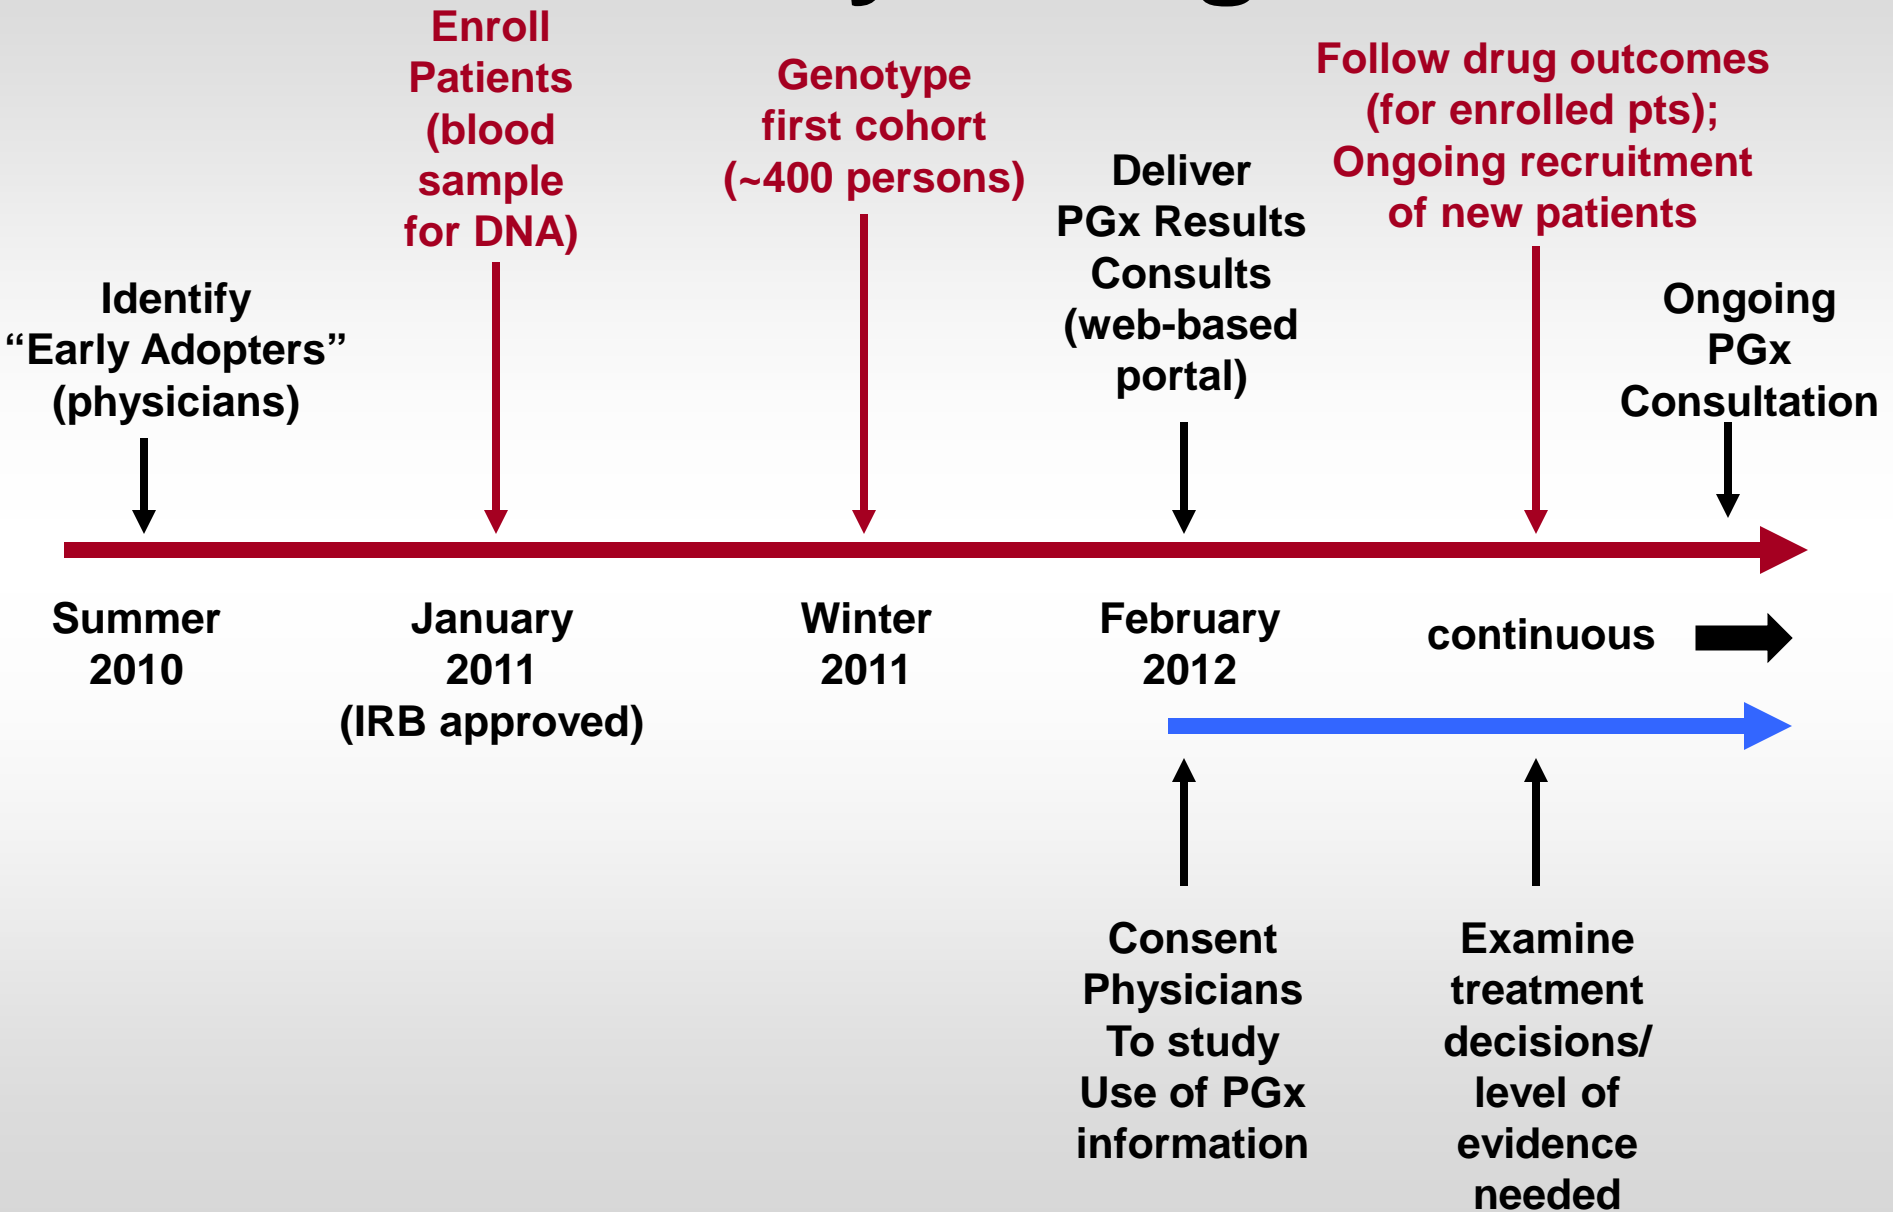 Enroll
Patients
(blood
sample
for DNA)
Genotype
first cohort
(~400 persons)
Follow drug outcomes
(for enrolled pts);
Ongoing recruitment
of new patients
Deliver
PGx Results
Consults
(web-based
portal)
Identify
“Early Adopters”
(physicians)
Ongoing
PGx
Consultation
Summer
2010
January
2011
(IRB approved)
Winter
2011
February
2012
continuous
Consent
Physicians
To study
Use of PGx
information
Examine
treatment
decisions/
level of
evidence
needed